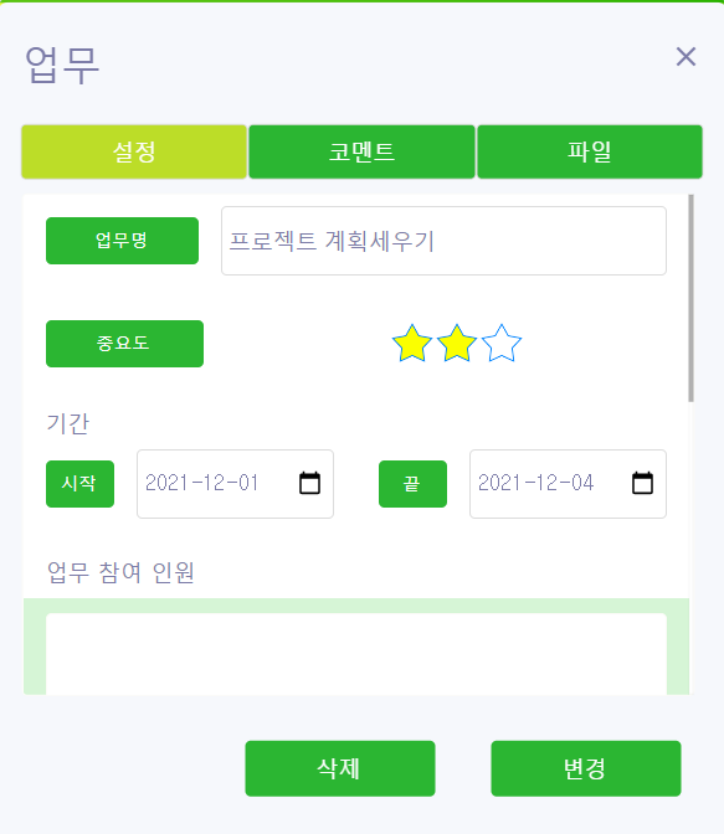 업무
설정 코멘트 파일
업무명 프로젝트 계획세우기
중요도
기간
시작 2021-12-01 끝 2021-12-04
업무 참여 인원
삭제 변경